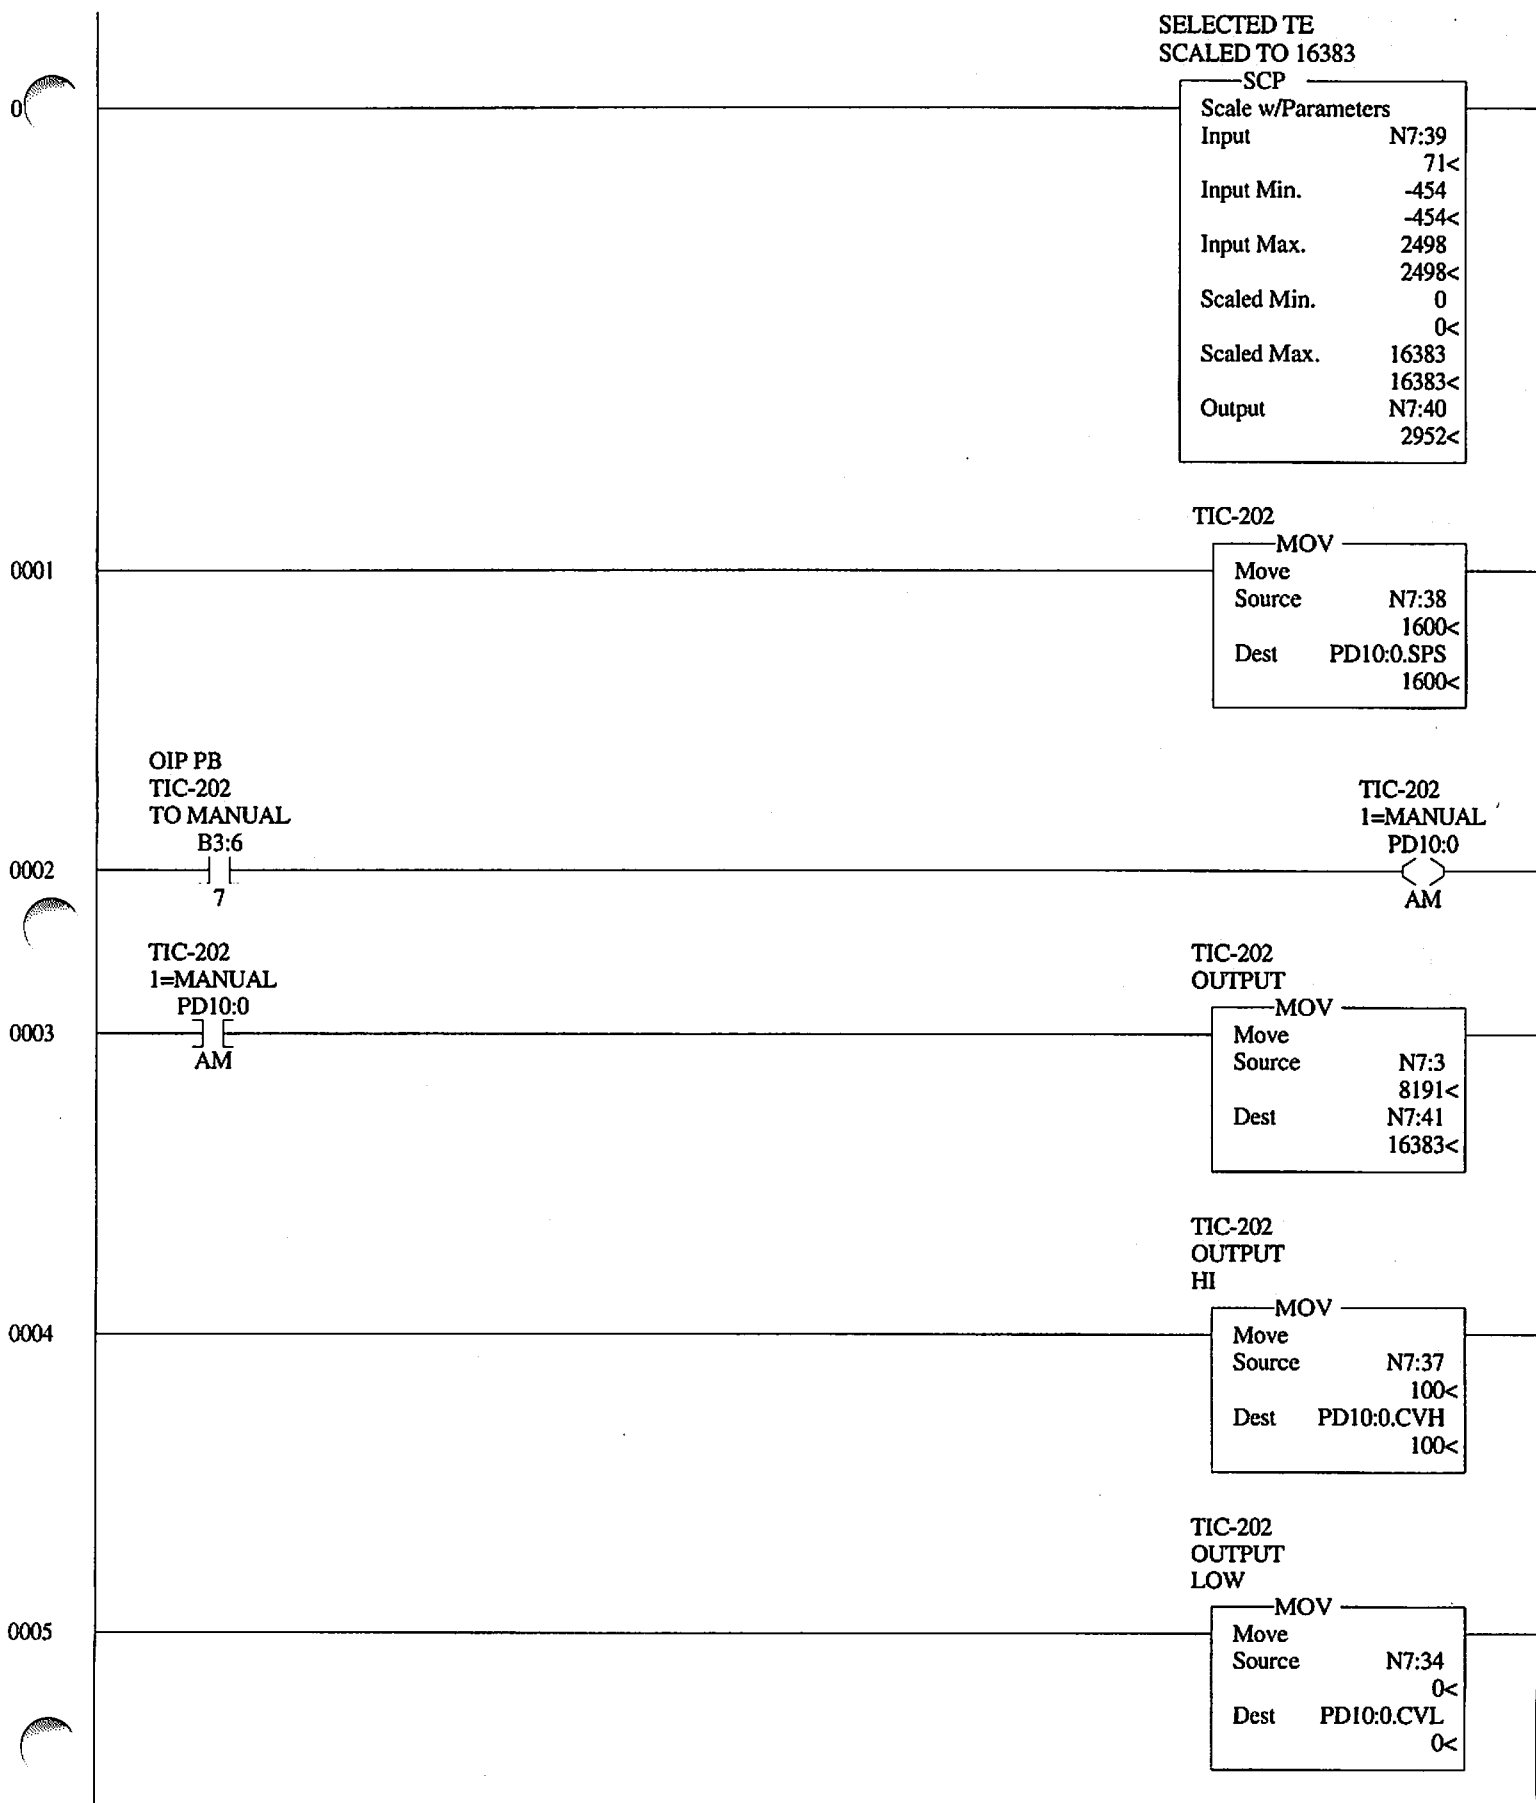 SELECTED TE
SCALED TO 16383
SCP
0
Scale w/Parameters
Input N7:39
71<
Input Min. -454
-454<
Input Max. 2498
2498<
Scaled Min. 0
0<
Scaled Max. 16383
16383<
Output N7:40
2952<
TIC-202
MOV
0001
Move
Source N7:38
1600<
Dest PD10:0.SPS
1600<
OIP PB
TIC-202
TO MANUAL
B3:6
0002
7
TIC-202
1=MANUAL
PD10:0
AM
TIC-202
1=MANUAL
PD10:0
0003
AM
TIC-202
OUTPUT
MOV
Move
Source N7:3
8191<
Dest N7:41
16383<
TIC-202
OUTPUT
HI
MOV
0004
Move
Source N7:37
100<
Dest PD10:0.CVH
100<
TIC-202
OUTPUT
LOW
MOV
0005
Move
Source N7:34
0<
Dest PD10:0.CVL
0<